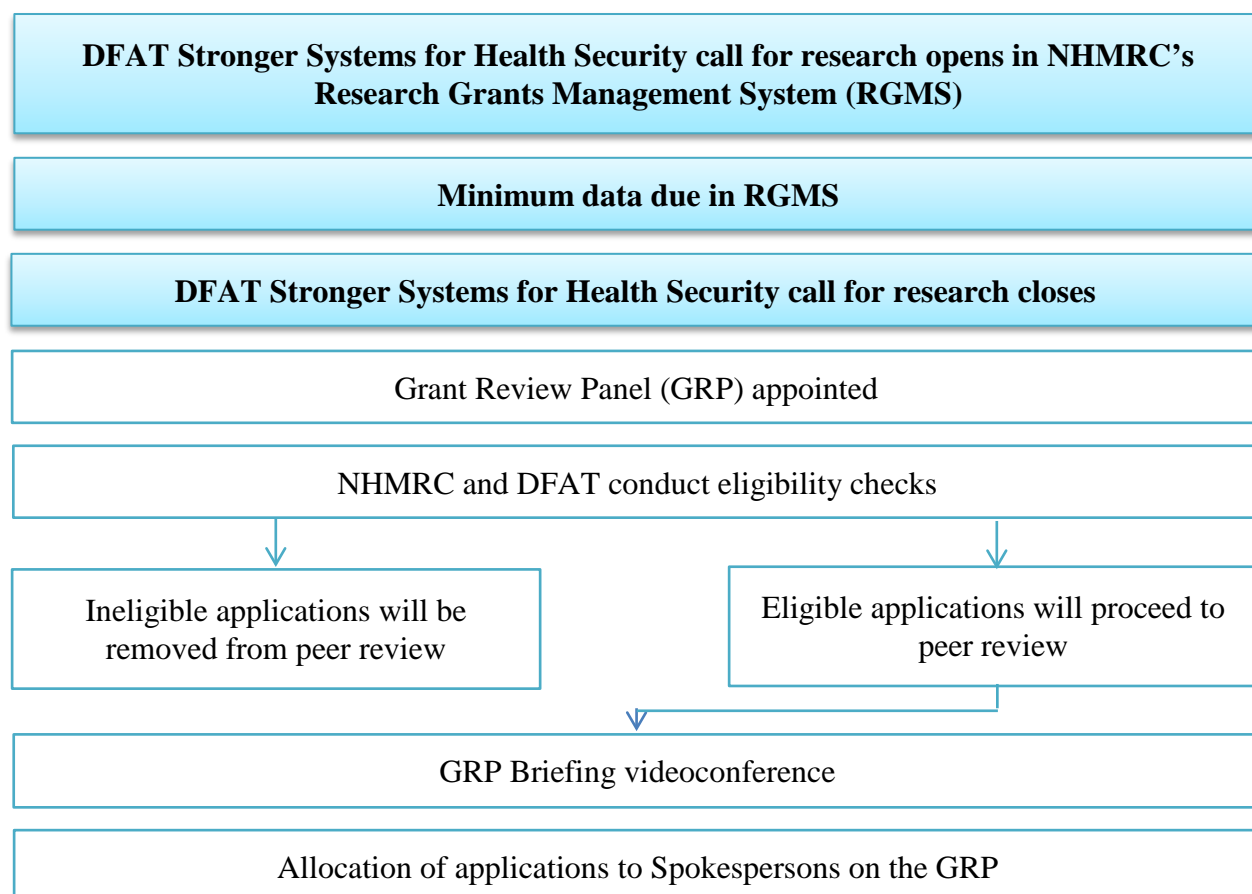 DFAT Stronger Systems for Health Security call for research opens in NHMRC’s
Research Grants Management System (RGMS)
Minimum data due in RGMS
DFAT Stronger Systems for Health Security call for research closes
Grant Review Panel (GRP) appointed
NHMRC and DFAT conduct eligibility checks
Ineligible applications will be
removed from peer review
Eligible applications will proceed to
peer review
GRP Briefing videoconference
Allocation of applications to Spokespersons on the GRP